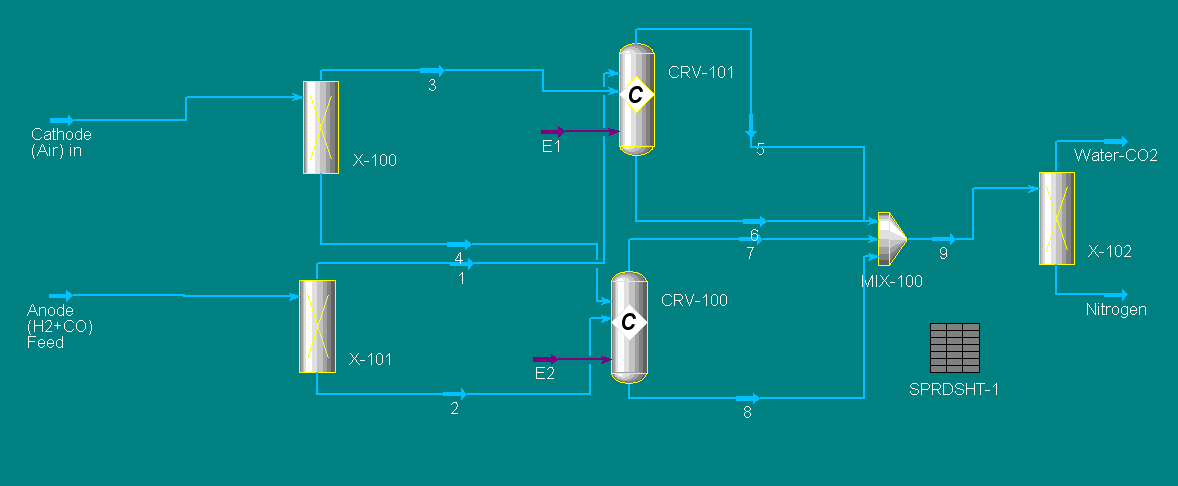 CRV-101
C
3
Cathode
(Air) in
E1
5
Water-CO2
X-100
6
4
7
9
X-102
1
MIX-100
CRV-100
Nitrogen
Anode
(H2+CO)
Feed
C
X-101
E2
SPRDSHT-1
2
8